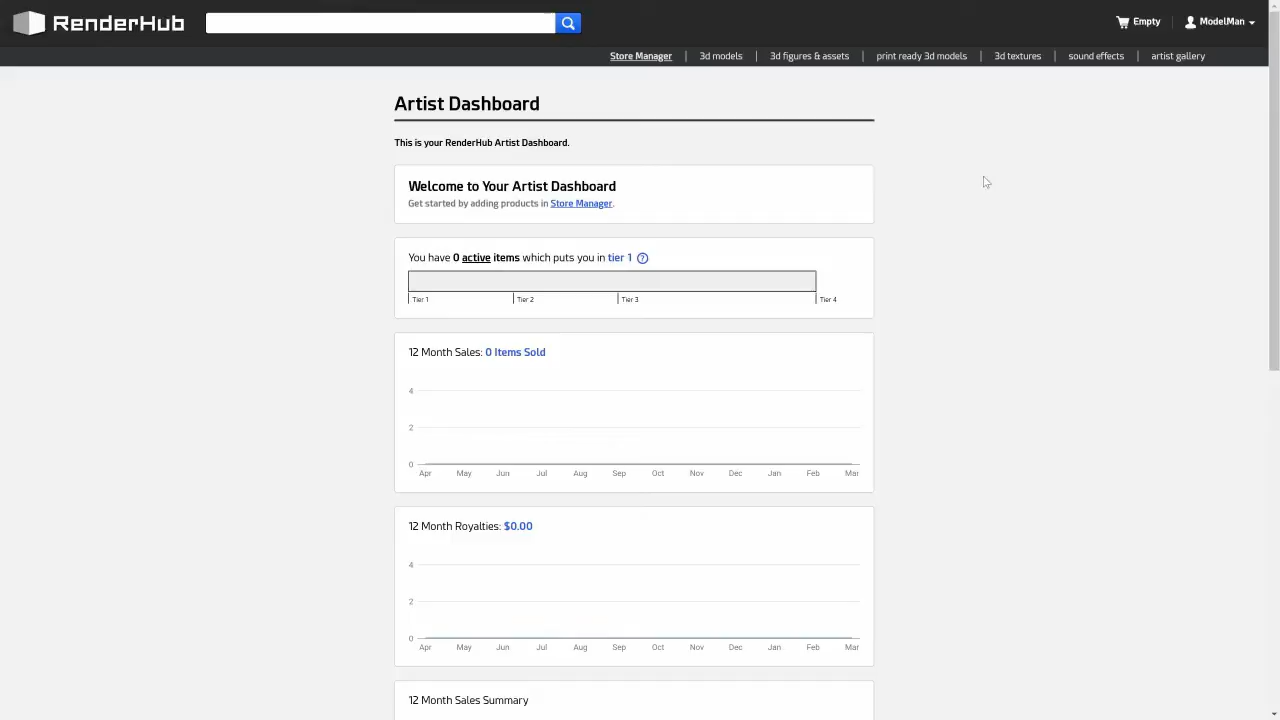 RenderHub
Empty
ModelMan
Store Manager
3d models
3d figures & assets
print ready 3d models
3d textures
sound effects
artist gallery
Artist Dashboard
This is your RenderHub Artist Dashboard.
Welcome to Your Artist Dashboard
Get started by adding products in Store Manager.
You have 0 active items which puts you in tier 1 ?
Tier 1 Tier 2 Tier 3 Tier 4
12 Month Sales: 0 Items Sold
4
2
0
Apr May Jun Jul Aug Sep Oct Nov Dec Jan Feb Mar
12 Month Royalties: $0.00
4
2
0
Apr May Jun Jul Aug Sep Oct Nov Dec Jan Feb Mar
12 Month Sales Summary